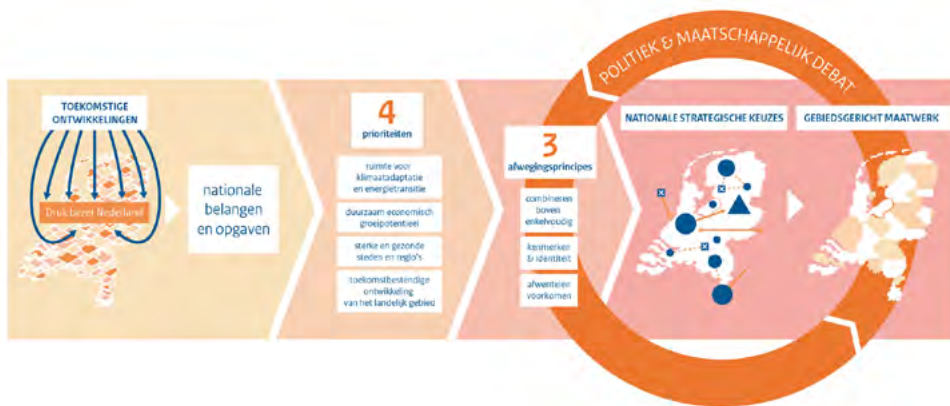 TOEKOMSTIGE
ONTWIKKELINGEN
Druk bezet Nederland
nationale
belangen
en opgaven
4
prioriteiten
ruimte voor
klimaatadaptatie
en energietransitie
duurzaam economisch
groeipotentieel
sterke en gezonde
steden en regio's
toekomstbestendige
ontwikkeling
van het landelijk gebied
3
afwegingsprincipes
combineren
boven
enkelvoudig
kenmerken
& identiteit
afwentelen
voorkomen
POLITIEK & MAATSCHAPPELIJK DEBAT
NATIONALE STRATEGISCHE KEUZES
GEBIEDSGERICHT MAATWERK